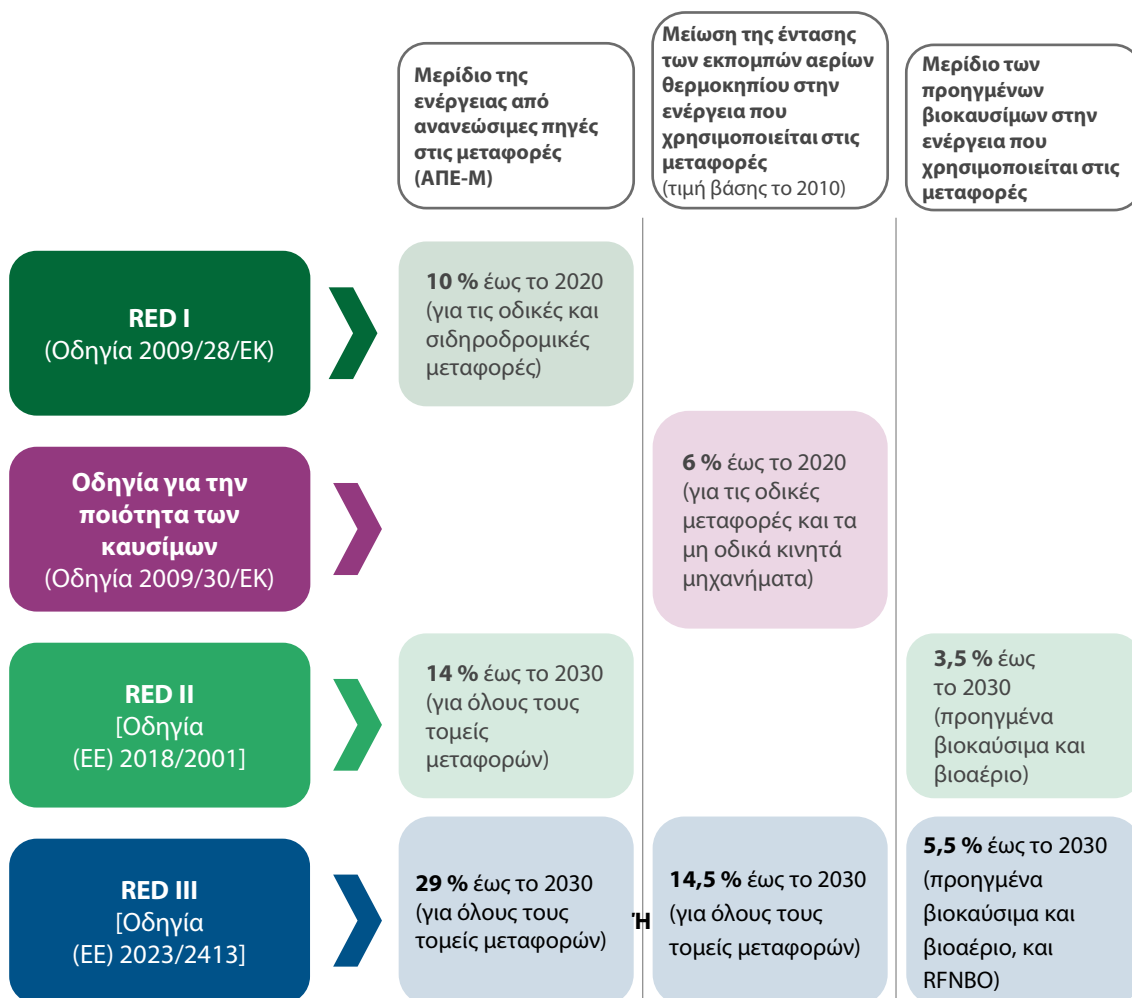 Μερίδιο της
ενέργειας από
ανανεώσιμες πηγές
στις μεταφορές
(ΑΠΕ-Μ)
Μείωση της έντασης
των εκπομπών αερίων
θερμοκηπίου στην
ενέργεια που
χρησιμοποιείται στις
μεταφορές
(τιμή βάσης το 2010)
Μερίδιο των
προηγμένων
βιοκαυσίμων στην
ενέργεια που
χρησιμοποιείται στις
μεταφορές
RED I
(Οδηγία 2009/28/ΕΚ)
10 % έως το 2020
(για τις οδικές και
σιδηροδρομικές
μεταφορές)
Οδηγία για την
ποιότητα των
καυσίμων
(Οδηγία 2009/30/ΕΚ)
6 % έως το 2020
(για τις οδικές
μεταφορές και τα
μη οδικά κινητά
μηχανήματα)
RED II
[Οδηγία
(ΕΕ) 2018/2001]
14 % έως το 2030
(για όλους τους
τομείς
μεταφορών)
3,5 % έως
το 2030
(προηγμένα
βιοκαύσιμα και
βιοαέριο)
RED III
[Οδηγία
(ΕΕ) 2023/2413]
29 % έως το 2030
(για όλους τους
τομείς μεταφορών)
Ή
14,5 % έως το 2030
(για όλους τους
τομείς μεταφορών)
5,5 % έως το 2030
(προηγμένα
βιοκαύσιμα και
βιοαέριο, και
RFNBO)